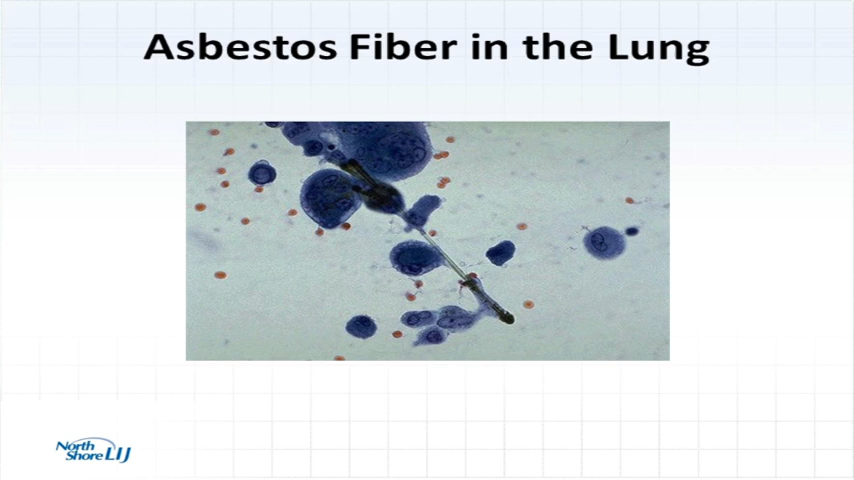 Asbestos Fiber in the Lung
North
Shore LIJ